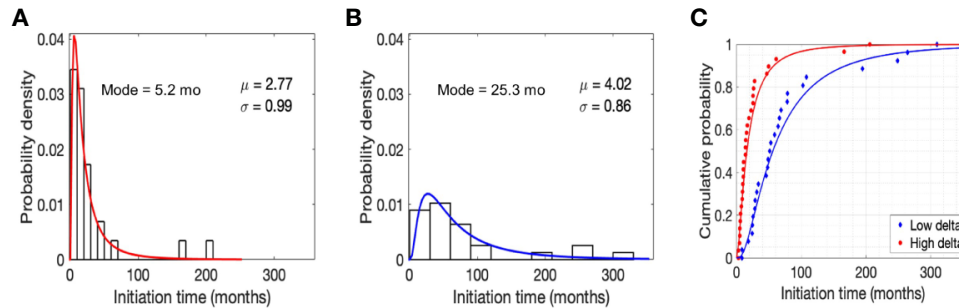 A
0.04
0.03
0.02
0.01
0
Probability density
Mode = 5.2 mo
μ = 2.77
σ = 0.99
0 100 200 300
Initiation time (months)
B
0.04
0.03
0.02
0.01
0
Probability density
Mode = 25.3 mo
μ = 4.02
σ = 0.86
0 100 200 300
Initiation time (months)
C
1
0.8
0.6
0.4
0.2
0
Cumulative probability
Low delta
High delta
0 100 200 300
Initiation time (months)